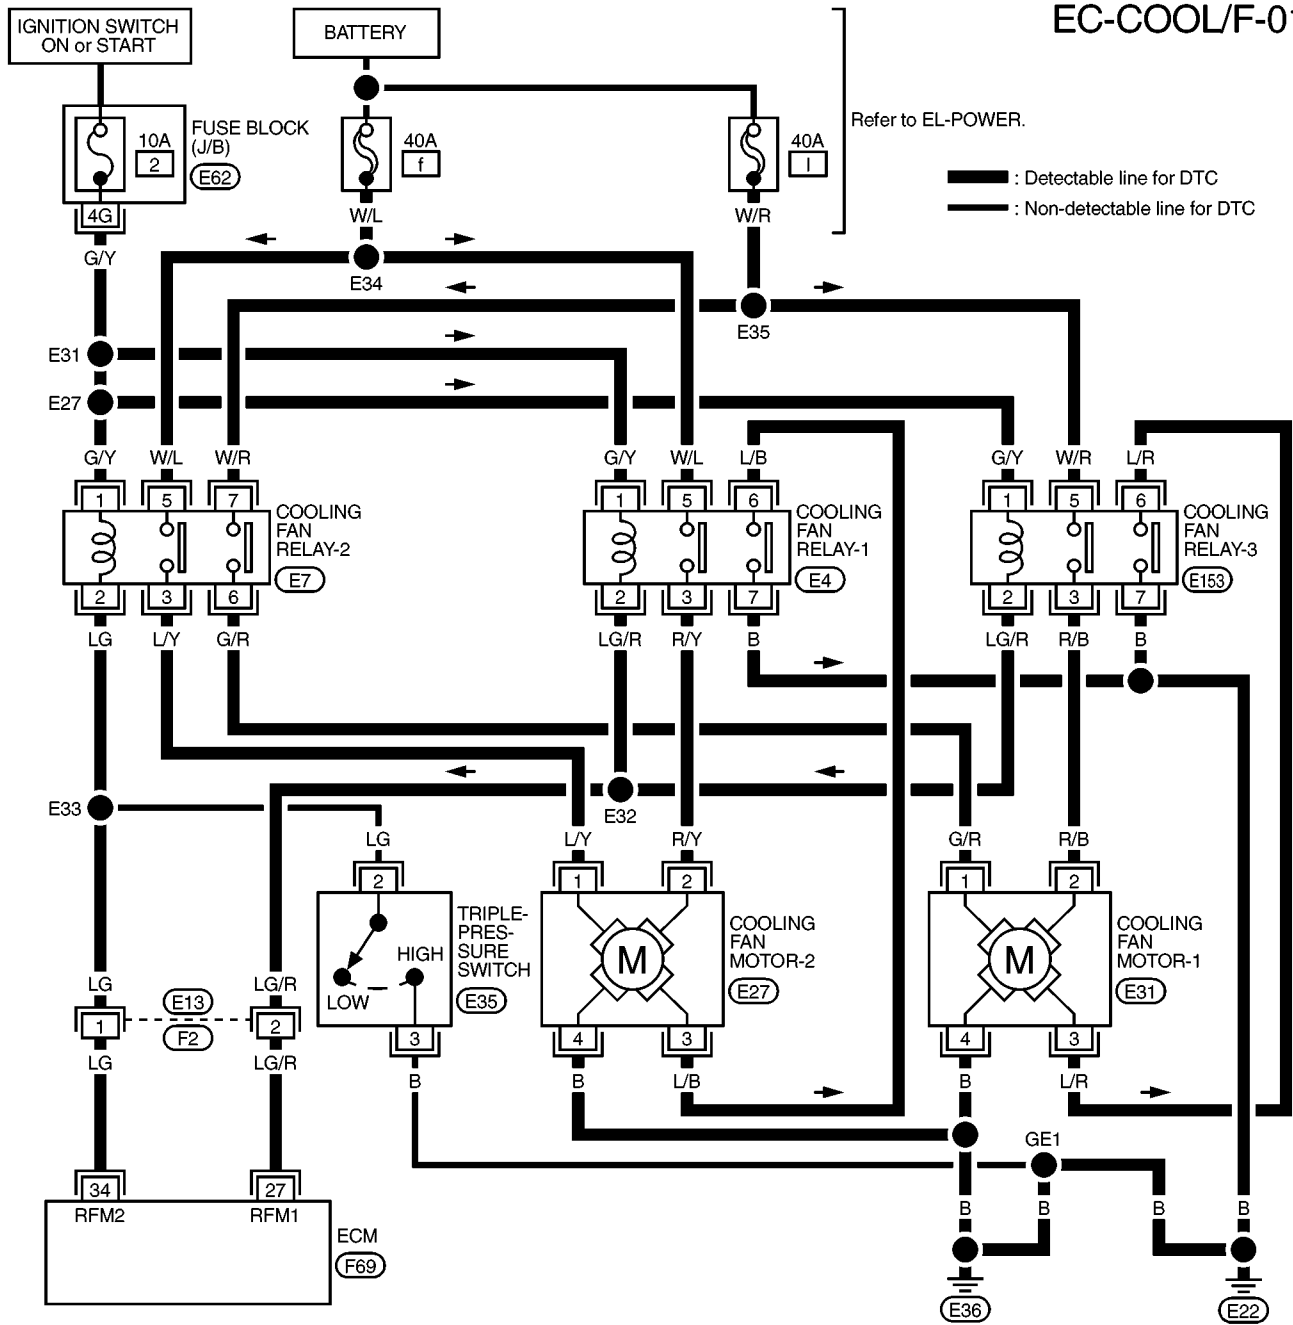 EC-COOL/F-01
IGNITION SWITCH
ON or START
BATTERY
10A
2
FUSE BLOCK
(J/B)
E62
40A
f
40A
I
Refer to EL-POWER.
: Detectable line for DTC
: Non-detectable line for DTC
4G
G/Y
W/L
W/R
E34
E35
E31
E27
G/Y W/L W/R
G/Y W/L L/B
G/Y W/R L/R
1 5 7
1 5 6
1 5 6
COOLING
FAN
RELAY-2
E7
COOLING
FAN
RELAY-1
E4
COOLING
FAN
RELAY-3
E153
2 3 6
2 3 7
2 3 7
LG L/Y G/R
LG/R R/Y B
LG/R R/B B
E33
E32
LG
L/Y R/Y
G/R R/B
2
1 2
1 2
TRIPLE-
PRES-
SURE
SWITCH
E35
HIGH
LOW
M
COOLING
FAN
MOTOR-2
E27
M
COOLING
FAN
MOTOR-1
E31
LG
LG/R
1
E13
F2
2
3
4 3
4 3
LG
LG/R
B
B L/B
B L/R
GE1
34
27
RFM2
RFM1
ECM
F69
B B B B
E36
E22